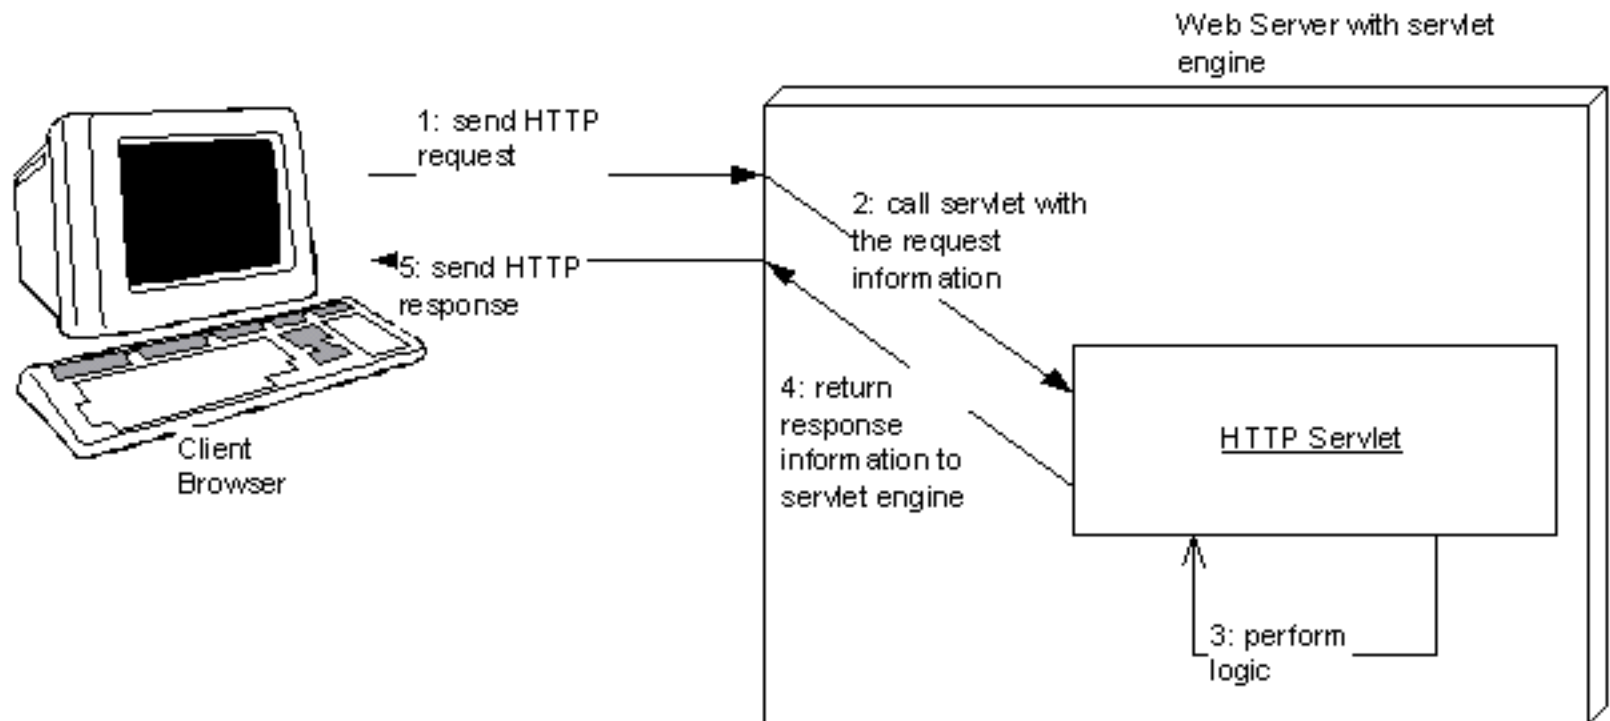 Web Server with servlet
engine
1: send HTTP
request
2: call servlet with
the request
information
5: send HTTP
response
4: return
response
information to
servlet engine
HTTP Servlet
Client
Browser
3: perform
logic